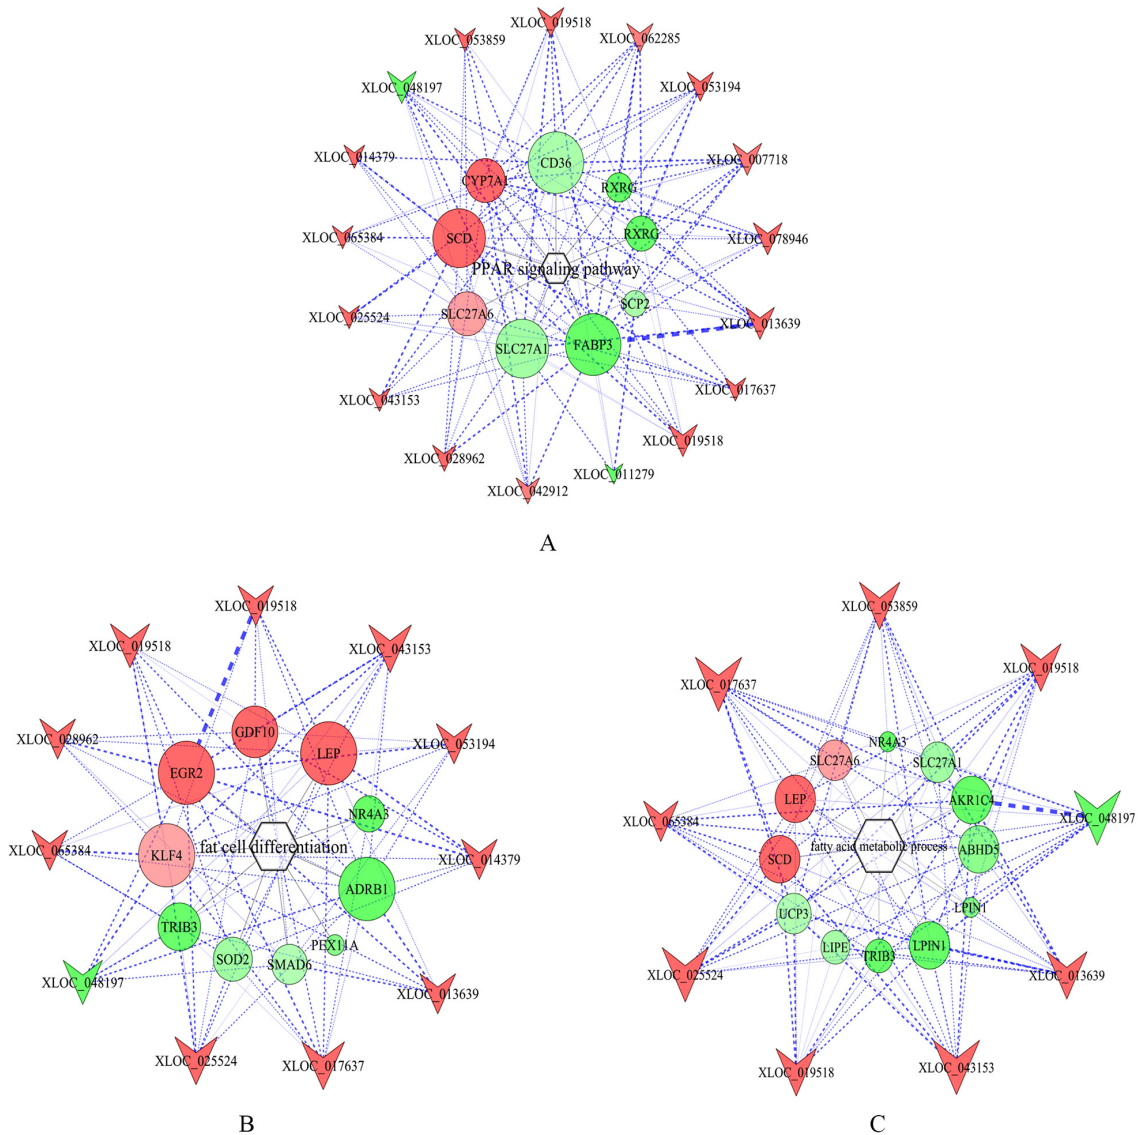 XLOC_019518
XLOC_053859
XLOC_062285
XLOC_048197
XLOC_053194
XLOC_014379
XLOC_007718
CD36
CYP7A1
RXRG
XLOC_065384
SCD
RXRG
XLOC_078946
PPAR signaling pathway
XLOC_025524
SLC27A6
SCP2
XLOC_013639
SLC27A1
FABP3
XLOC_043153
XLOC_017637
XLOC_028962
XLOC_019518
XLOC_042912
XLOC_011279
A
XLOC_019518
XLOC_019518
XLOC_043153
XLOC_028962
GDF10
XLOC_053194
EGR2
LEP
NR4A3
XLOC_065384
KLF4
fat cell differentiation
XLOC_014379
ADRB1
TRIB3
PEX11A
SOD2
SMAD6
XLOC_048197
XLOC_013639
XLOC_025524
XLOC_017637
B
XLOC_053859
XLOC_017637
XLOC_019518
NR4A3
SLC27A6
SLC27A1
LEP
AKR1C4
XLOC_065384
XLOC_048197
SCD
fatty acid metabolic process
ABHD5
UCP3
LPIN1
LIPE
TRIB3
LPIN1
XLOC_025524
XLOC_013639
XLOC_019518
XLOC_043153
C